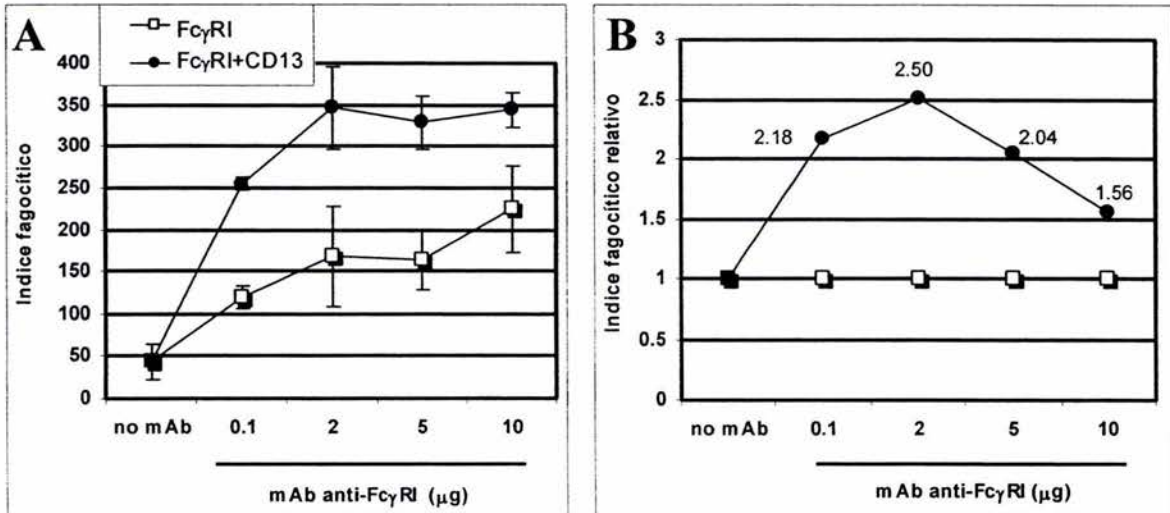 A
FcγRI
FcγRI+CD13
Indice fagocítico
400
350
300
250
200
150
100
50
0
no mAb 0.1 2 5 10
mAb anti-FcγRI (µg)
B
Indice fagocítico relativo
3
2.5
2
1.5
1
0.5
0
2.18
2.50
2.04
1.56
no mAb 0.1 2 5 10
mAb anti-FcγRI (µg)